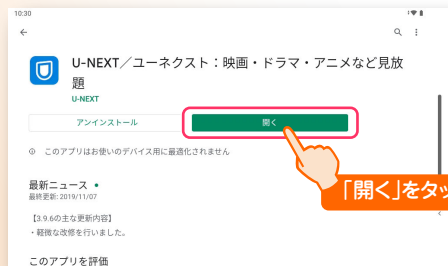 10:30
U-NEXT／ユーネクスト：映画・ドラマ・アニメなど見放
題
U-NEXT
アンインストール
開く
このアプリはお使いのデバイス用に最適化されません
最新ニュース •
最終更新: 2019/11/07
【3.9.6の主な更新内容】
・軽微な改修を行いました。
このアプリを評価
「開く」をタッ